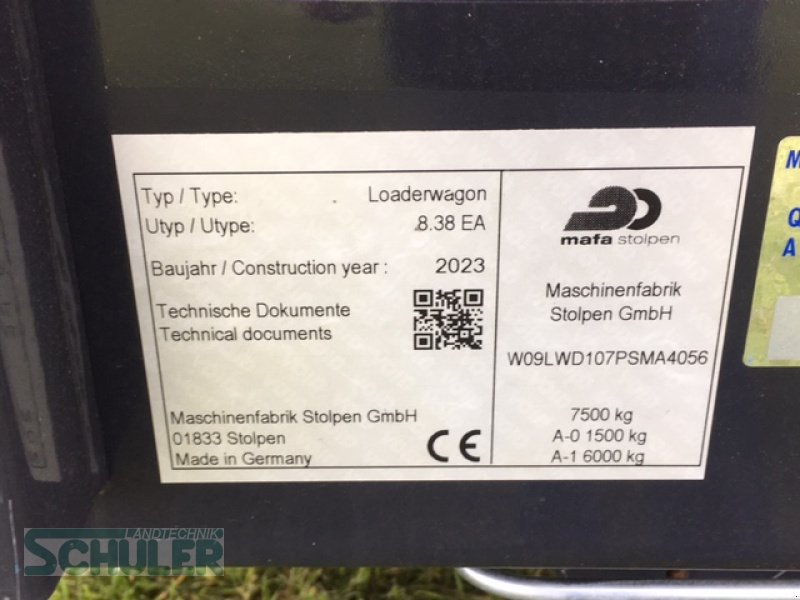 Typ / Type: Loaderwagon
Utyp / Utype: 8.38 EA
Baujahr / Construction year : 2023
Technische Dokumente
Technical documents
Maschinenfabrik Stolpen GmbH
01833 Stolpen
Made in Germany
CE
mafa stolpen
Maschinenfabrik
Stolpen GmbH
W09LWD107PSMA4056
7500 kg
A-0 1500 kg
A-1 6000 kg
M
Q
A
LANDTECHNIK
SCHULER